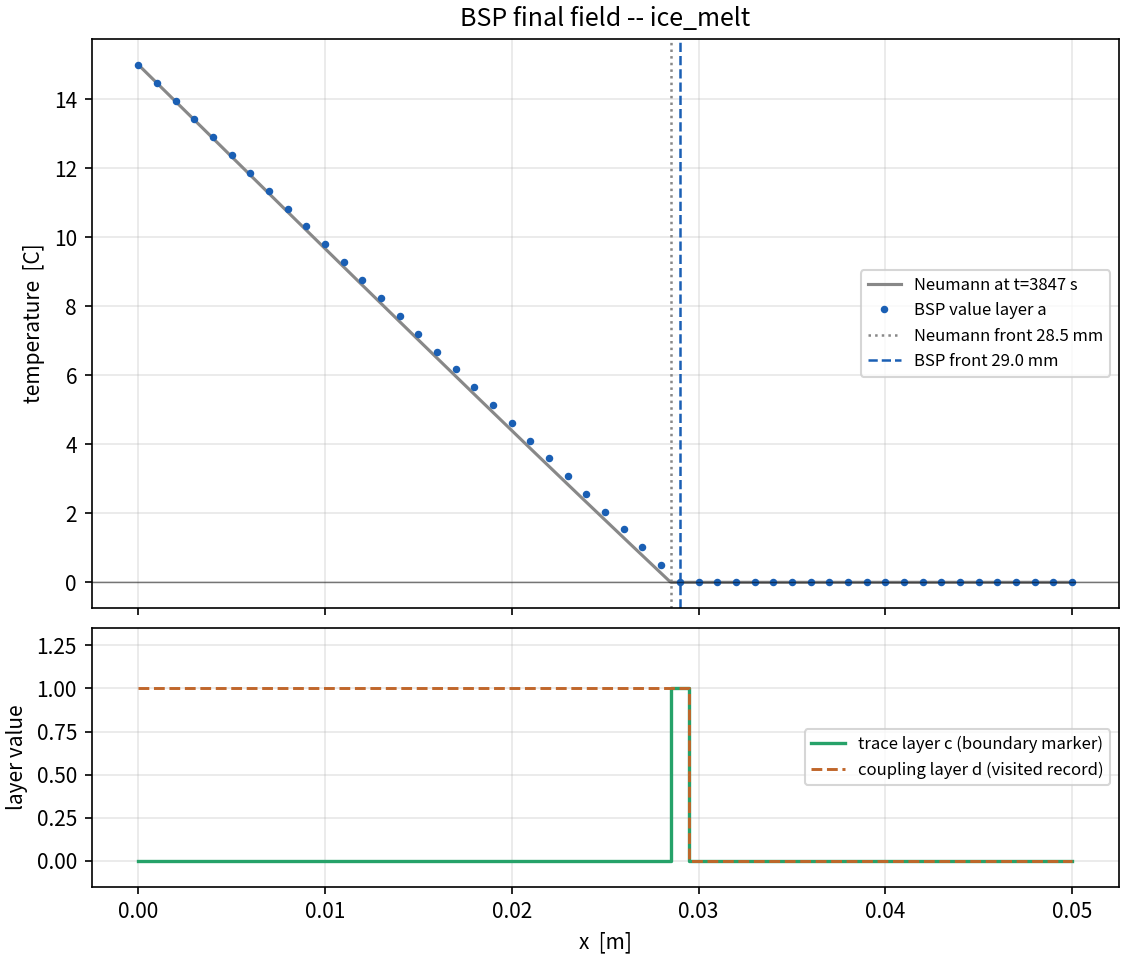 BSP final field -- ice_melt
14
12
10
8
6
4
2
0
temperature [C]
Neumann at t=3847 s
BSP value layer a
Neumann front 28.5 mm
BSP front 29.0 mm
1.25
1.00
0.75
0.50
0.25
0.00
layer value
trace layer c (boundary marker)
coupling layer d (visited record)
0.00 0.01 0.02 0.03 0.04 0.05
x [m]